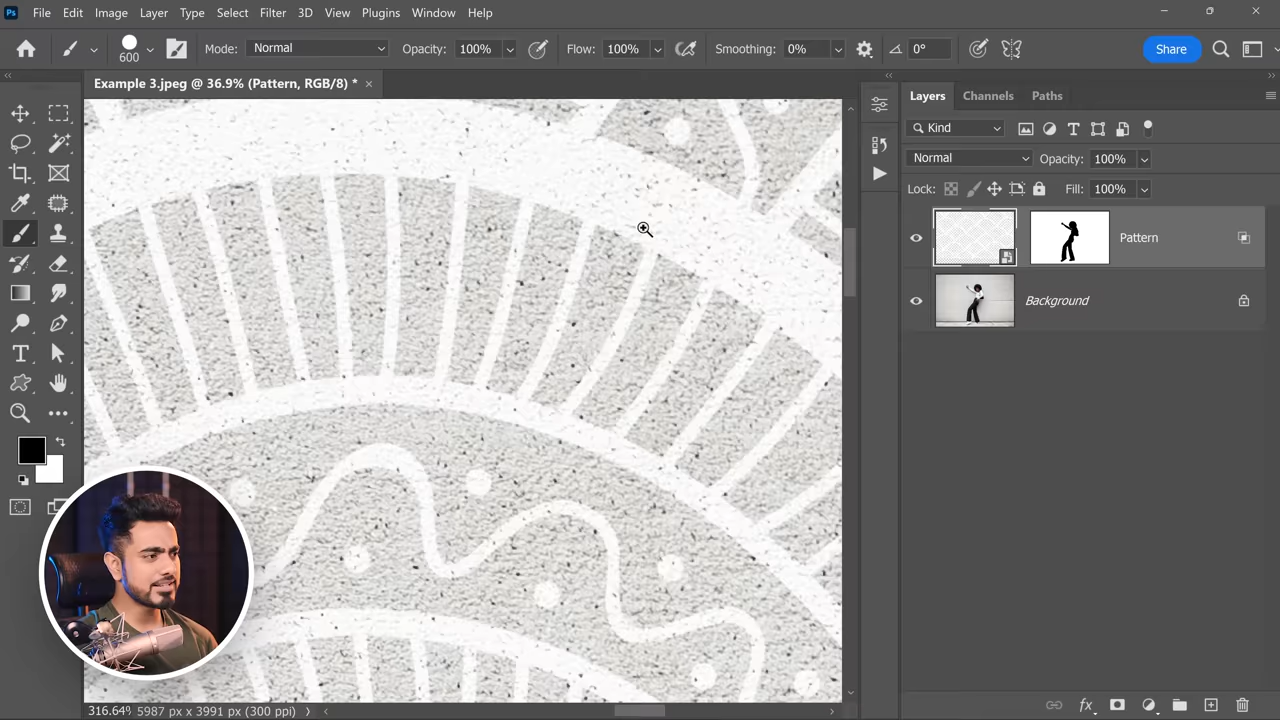 Ps File Edit Image Layer Type Select Filter 3D View Plugins Window Help
600 Mode: Normal Opacity: 100% Flow: 100% Smoothing: 0% 0° Share
Example 3.jpeg @ 36.9% (Pattern, RGB/8) *
Layers Channels Paths
Kind
Normal Opacity: 100%
Lock: Fill: 100%
Pattern
Background
316.64% 5987 px x 3991 px (300 ppi)